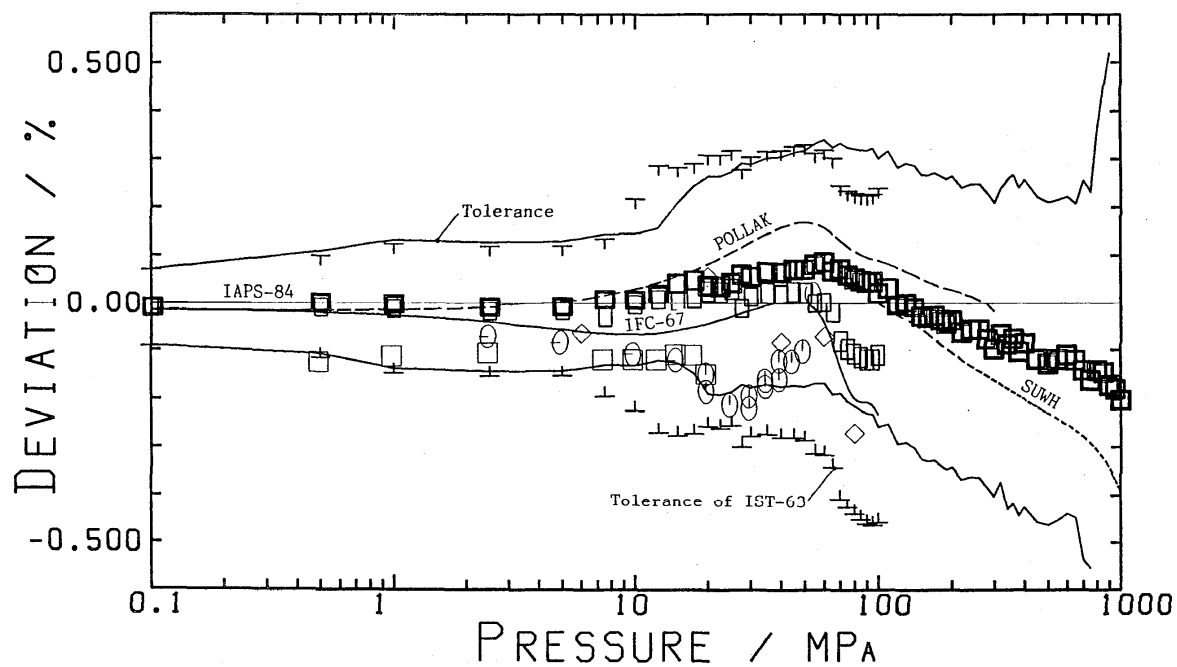 0.500
Tolerance
POLLAK
IAPS-84
0.00
IFC-67
SUWH
Tolerance of IST-63
-0.500
0.1
1
10
100
1000
DEVIATION / %
PRESSURE / MPA